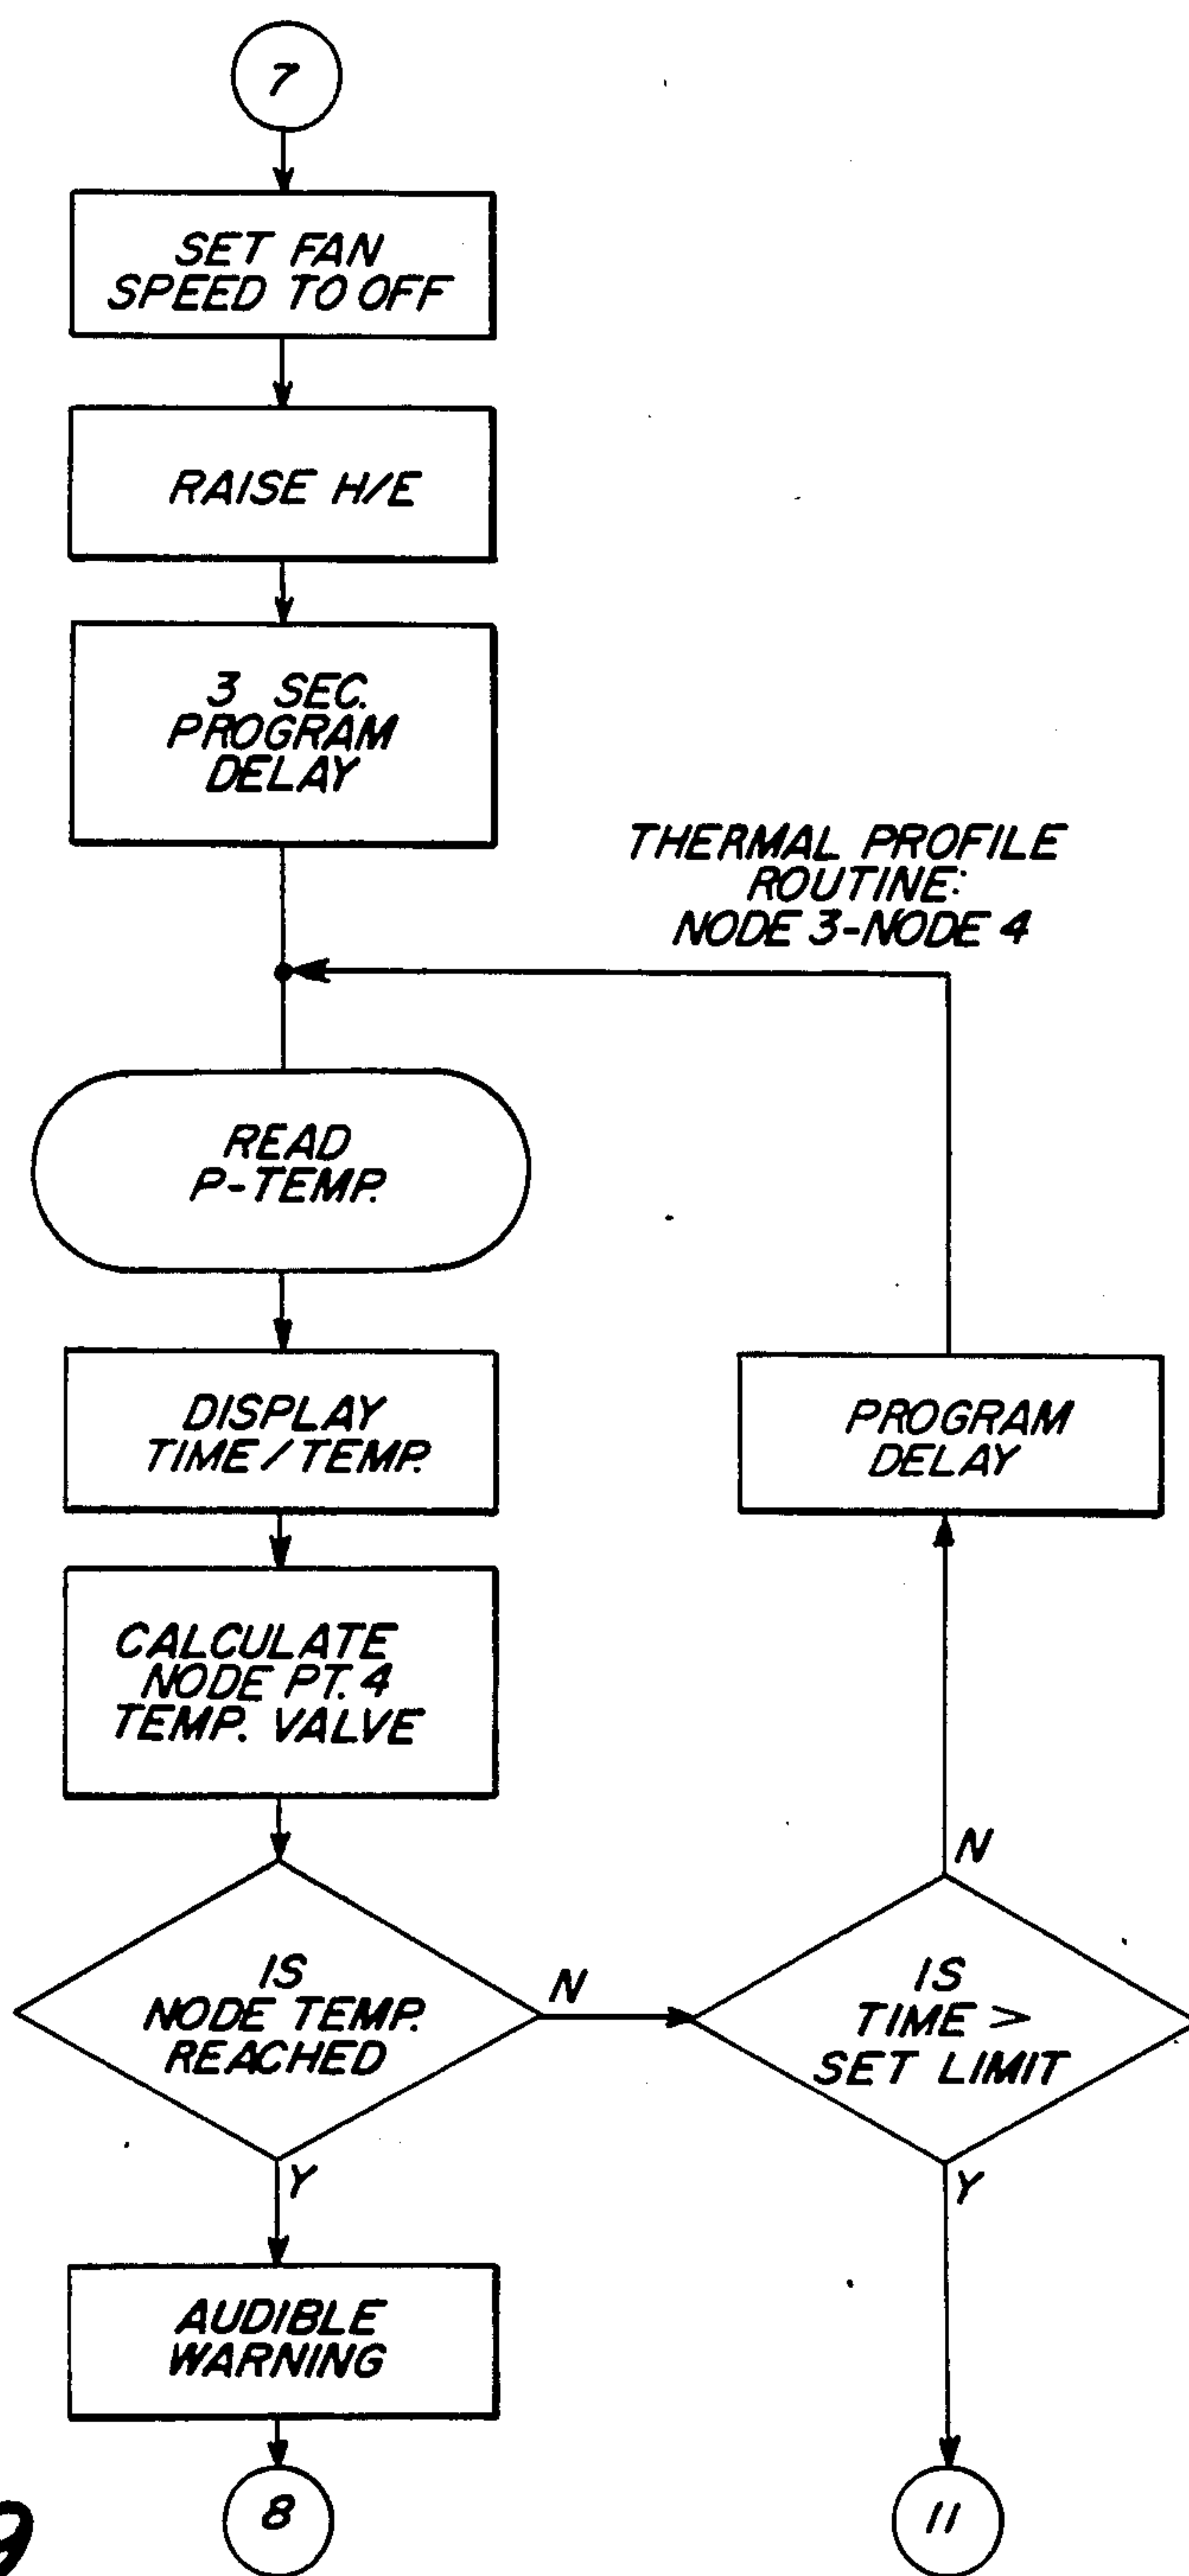 7
SET FAN
SPEED TO OFF
RAISE H/E
3 SEC.
PROGRAM
DELAY
THERMAL PROFILE
ROUTINE:
NODE 3-NODE 4
READ
P-TEMP.
DISPLAY
TIME/TEMP.
PROGRAM
DELAY
CALCULATE
NODE PT. 4
TEMP. VALVE
IS
NODE TEMP.
REACHED
N
Y
IS
TIME >
SET LIMIT
N
Y
AUDIBLE
WARNING
8
11
9